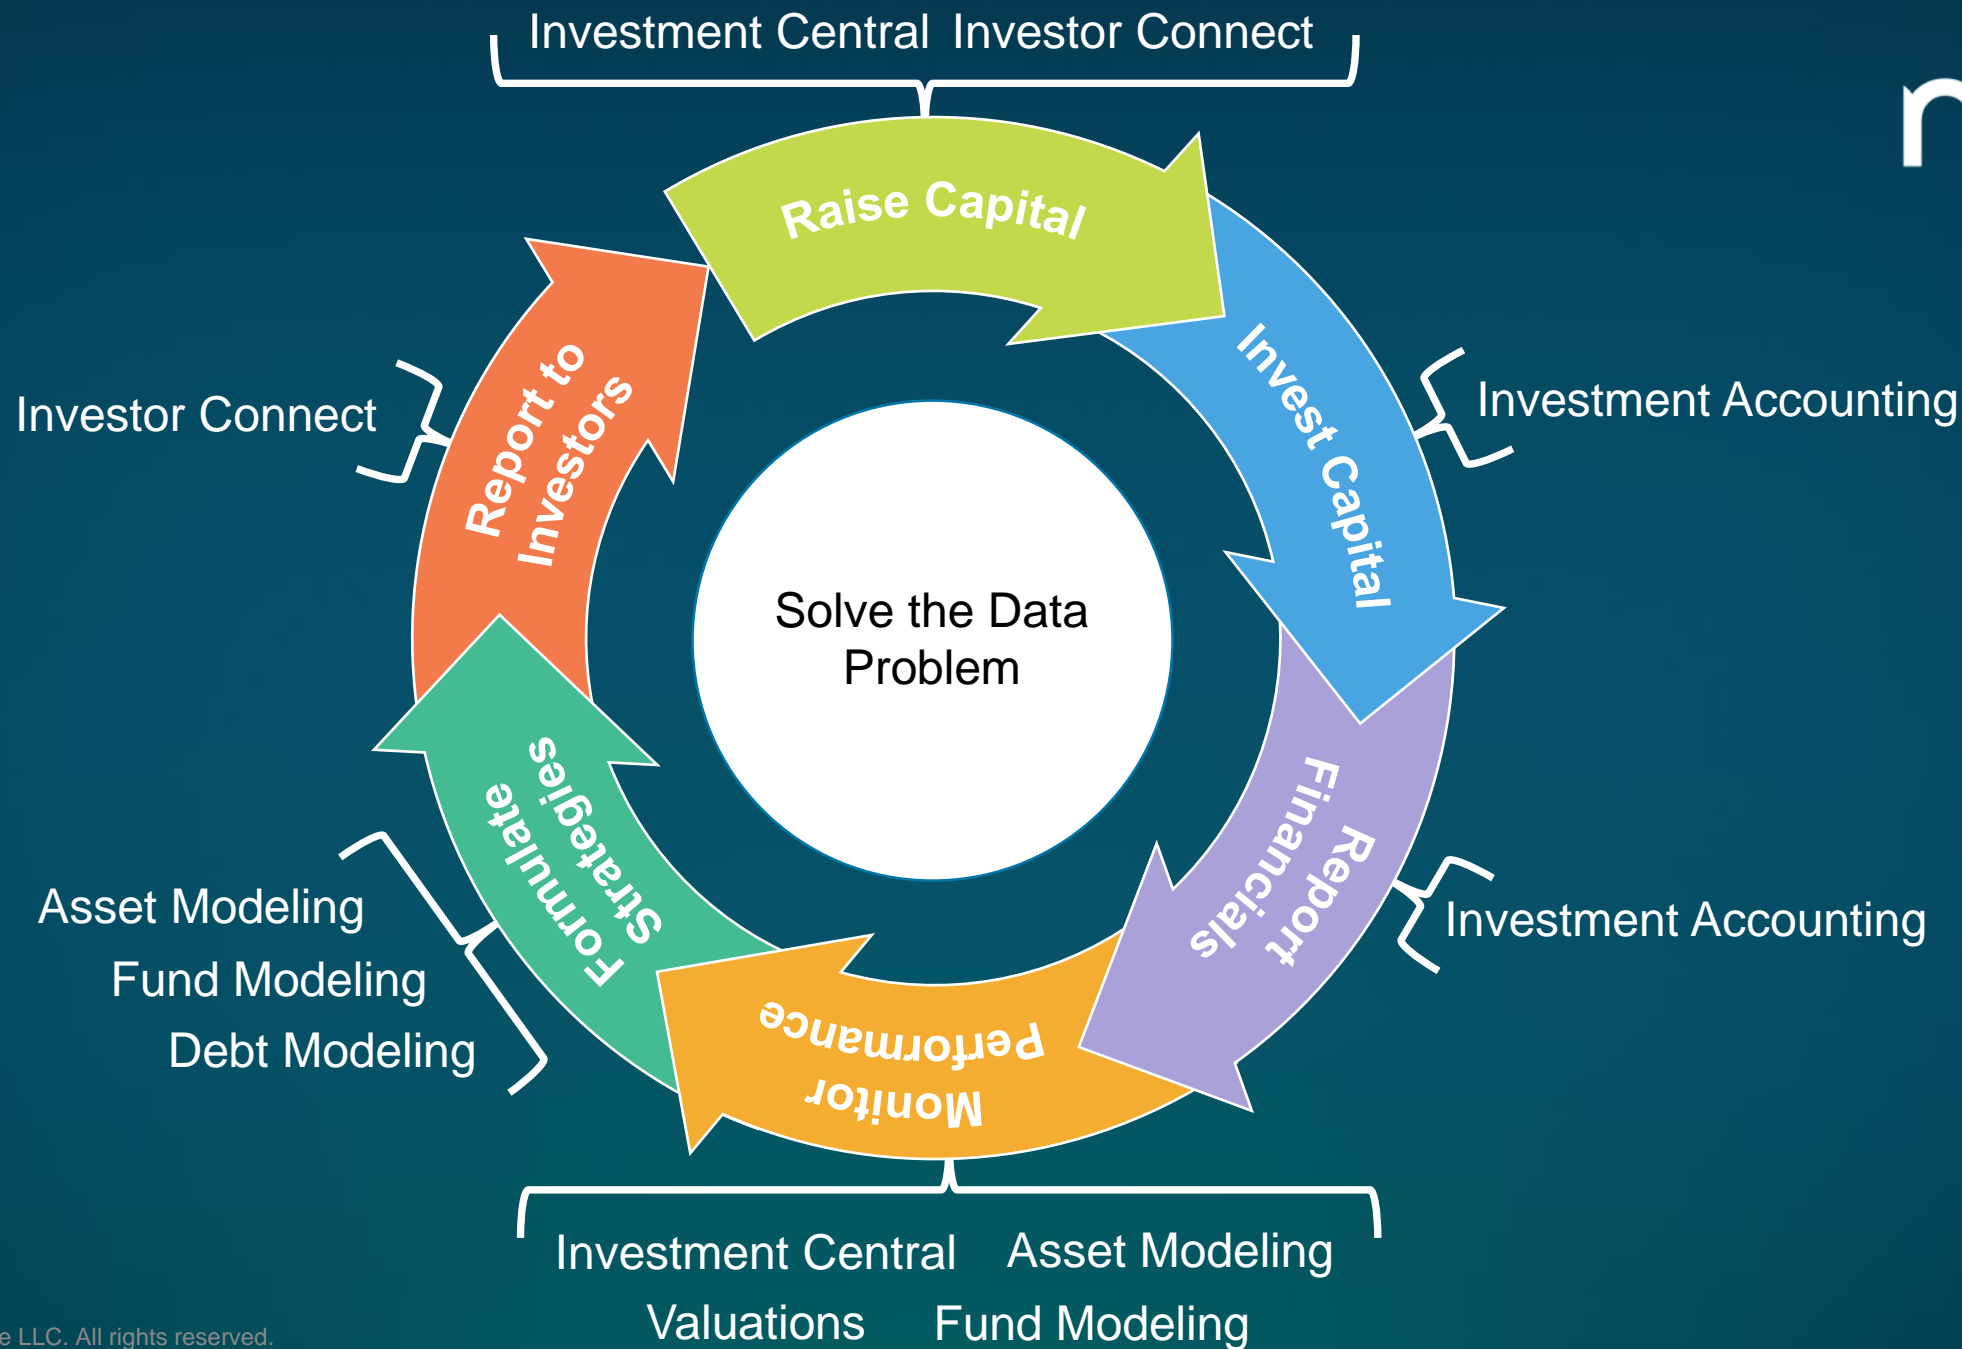 Investment Central Investor Connect
Raise Capital
Invest Capital
Investment Accounting
Report
Financials
Investment Accounting
Monitor
Performance
Investment Central Asset Modeling
Valuations Fund Modeling
Formulate
Strategies
Asset Modeling
Fund Modeling
Debt Modeling
Report to
Investors
Investor Connect
Solve the Data
Problem
LLC. All rights reserved.